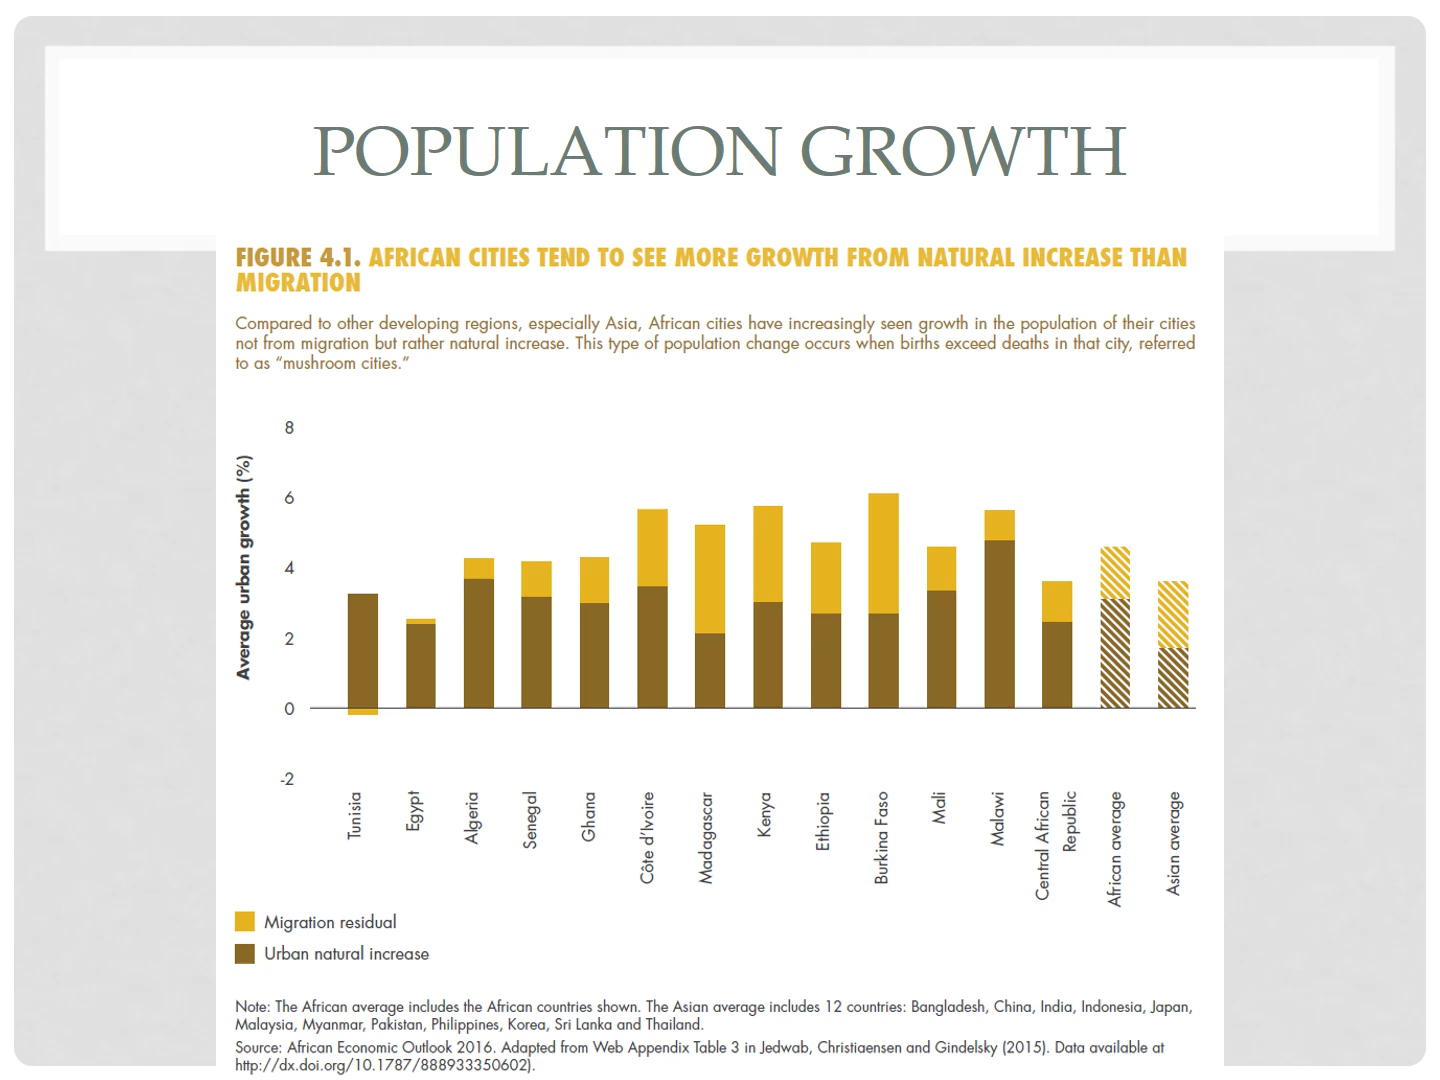 POPULATION GROWTH
FIGURE 4.1. AFRICAN CITIES TEND TO SEE MORE GROWTH FROM NATURAL INCREASE THAN
MIGRATION
Compared to other developing regions, especially Asia, African cities have increasingly seen growth in the population of their cities
not from migration but rather natural increase. This type of population change occurs when births exceed deaths in that city, referred
to as “mushroom cities.”
Average urban growth (%)
8
6
4
2
0
-2
Tunisia
Egypt
Algeria
Senegal
Ghana
Côte d’Ivoire
Madagascar
Kenya
Ethiopia
Burkina Faso
Mali
Malawi
Central African
Republic
African average
Asian average
Migration residual
Urban natural increase
Note: The African average includes the African countries shown. The Asian average includes 12 countries: Bangladesh, China, India, Indonesia, Japan,
Malaysia, Myanmar, Pakistan, Philippines, Korea, Sri Lanka and Thailand.
Source: African Economic Outlook 2016. Adapted from Web Appendix Table 3 in Jedwab, Christiaensen and Gindelsky (2015). Data available at
http://dx.doi.org/10.1787/888933350602).